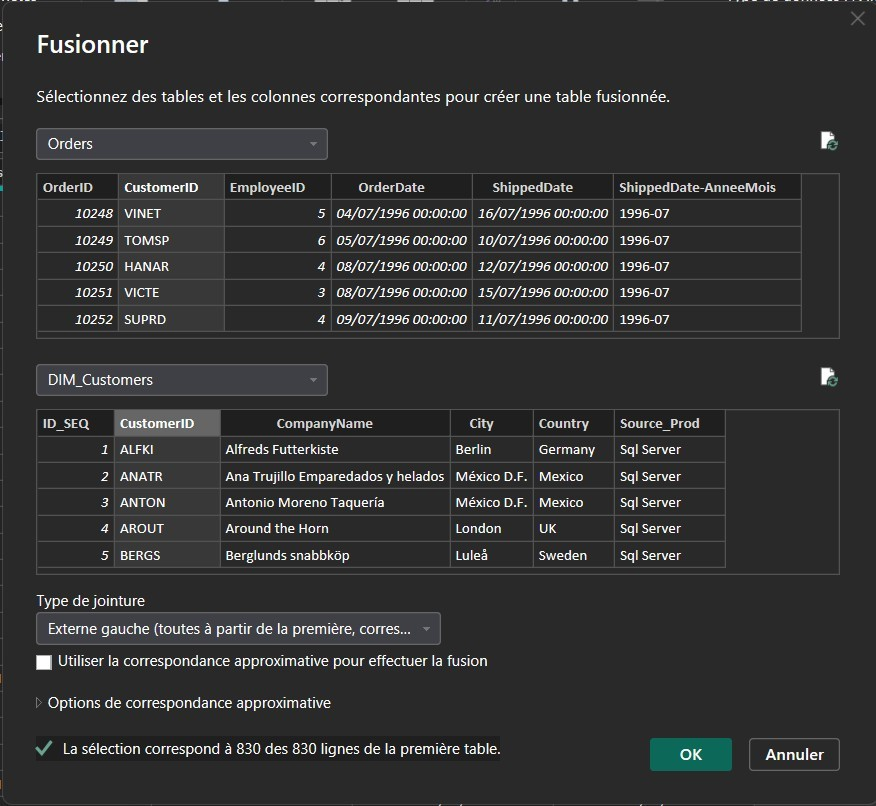 Fusionner
Sélectionnez des tables et les colonnes correspondantes pour créer une table fusionnée.
Orders
OrderID CustomerID EmployeeID OrderDate ShippedDate ShippedDate-AnneeMois
10248 VINET 5 04/07/1996 00:00:00 16/07/1996 00:00:00 1996-07
10249 TOMSP 6 05/07/1996 00:00:00 10/07/1996 00:00:00 1996-07
10250 HANAR 4 08/07/1996 00:00:00 12/07/1996 00:00:00 1996-07
10251 VICTE 3 08/07/1996 00:00:00 15/07/1996 00:00:00 1996-07
10252 SUPRD 4 09/07/1996 00:00:00 11/07/1996 00:00:00 1996-07
DIM_Customers
ID_SEQ CustomerID CompanyName City Country Source_Prod
1 ALFKI Alfreds Futterkiste Berlin Germany Sql Server
2 ANATR Ana Trujillo Emparedados y helados México D.F. Mexico Sql Server
3 ANTON Antonio Moreno Taquería México D.F. Mexico Sql Server
4 AROUT Around the Horn London UK Sql Server
5 BERGS Berglunds snabbköp Luleå Sweden Sql Server
Type de jointure
Externe gauche (toutes à partir de la première, corres...
Utiliser la correspondance approximative pour effectuer la fusion
Options de correspondance approximative
La sélection correspond à 830 des 830 lignes de la première table.
OK Annuler